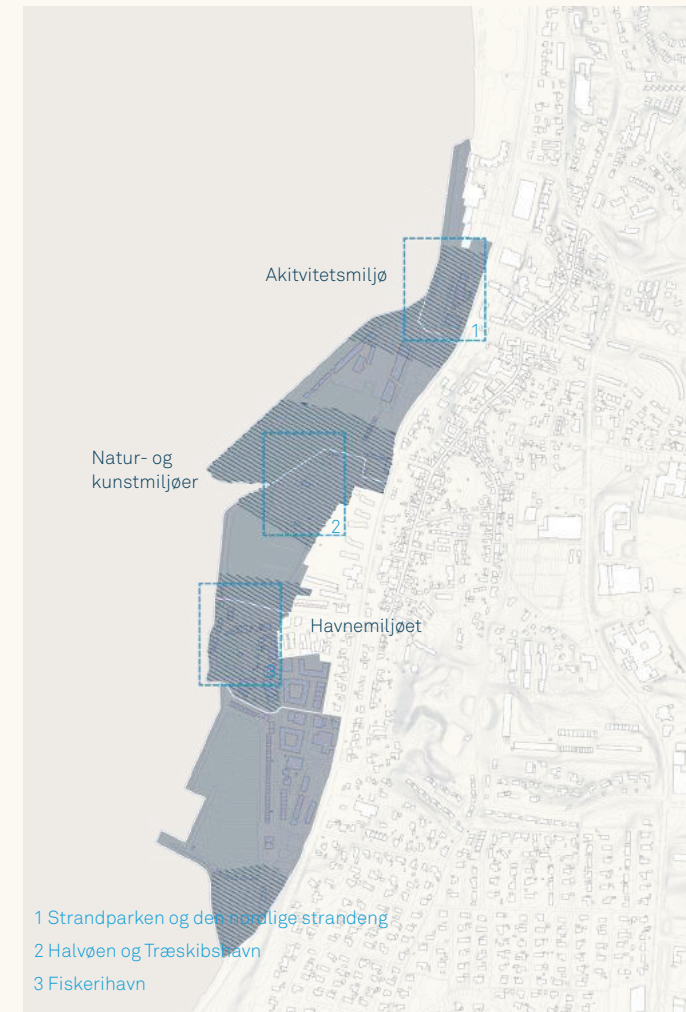 Akitvitetsmiljø
1
Natur- og
kunstmiljøer
2
Havnemiljøet
3
1 Strandparken og den nordlige strandeng
2 Halvøen og Træskibshavn
3 Fiskerihavn